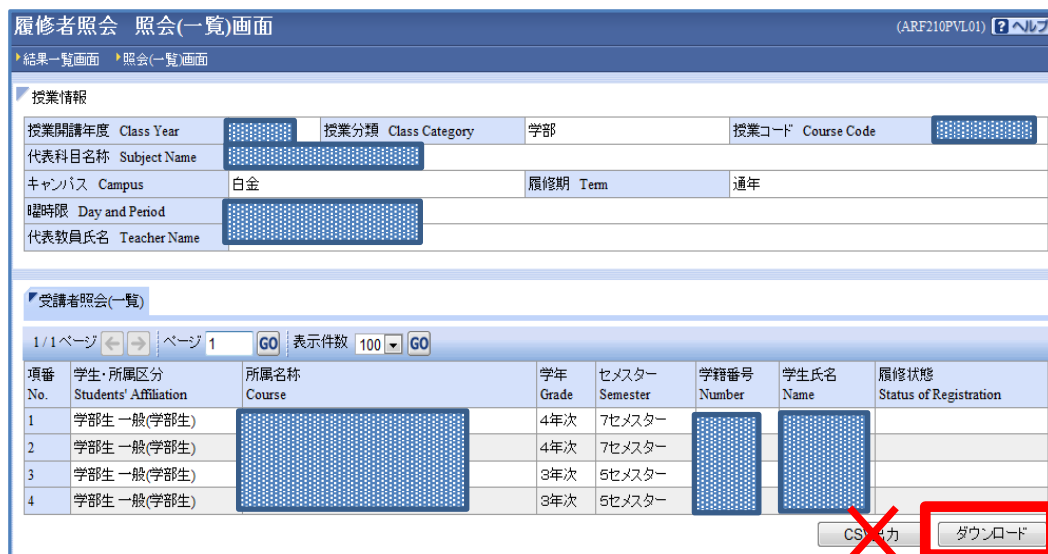 履修者照会 照会(一覧)画面 (ARF210PVL01) ? ヘルプ
結果一覧画面 照会(一覧)画面
授業情報
授業開講年度 Class Year 授業分類 Class Category 学部 授業コード Course Code
代表科目名称 Subject Name
キャンパス Campus 白金 履修期 Term 通年
曜時限 Day and Period
代表教員氏名 Teacher Name
受講者照会(一覧)
1/1ページ ページ 1 GO 表示件数 100 GO
項番 学生・所属区分 所属名称 学年 セメスター 学籍番号 学生氏名 履修状態
No. Students' Affiliation Course Grade Semester Number Name Status of Registration
1 学部生 一般(学部生) 4年次 7セメスター
2 学部生 一般(学部生) 4年次 7セメスター
3 学部生 一般(学部生) 3年次 5セメスター
4 学部生 一般(学部生) 3年次 5セメスター
CSV出力 ダウンロード